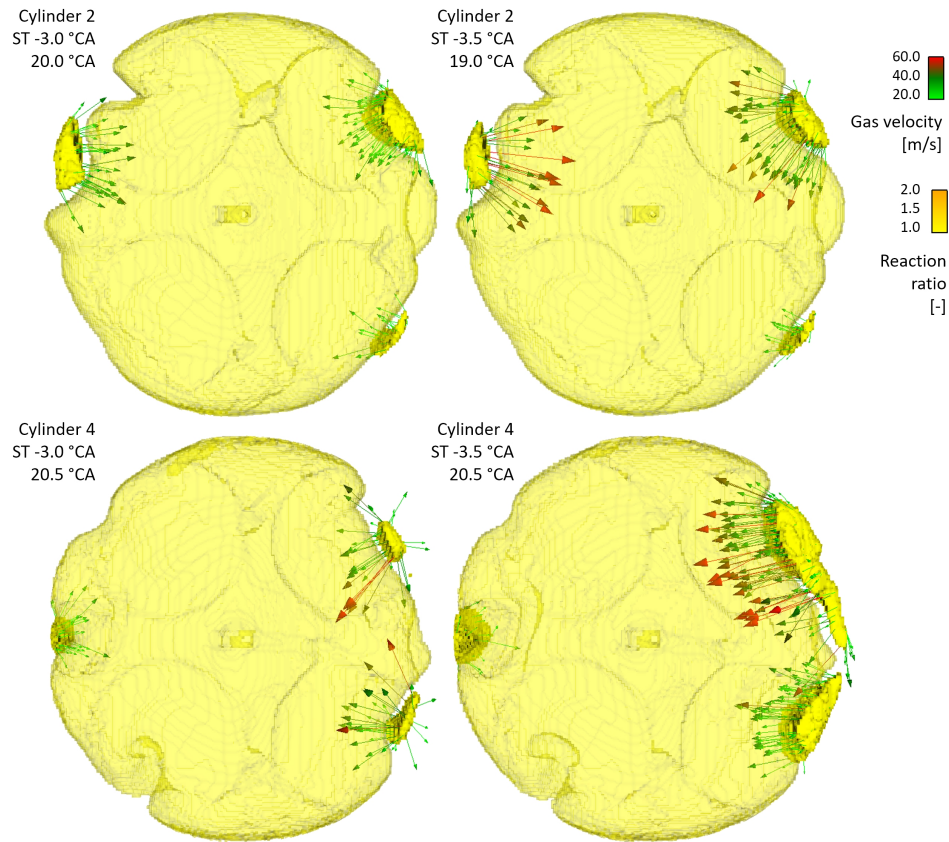 Cylinder 2
ST -3.0 °CA
20.0 °CA
Cylinder 2
ST -3.5 °CA
19.0 °CA
60.0
40.0
20.0
Gas velocity
[m/s]
2.0
1.5
1.0
Reaction
ratio
[-]
Cylinder 4
ST -3.0 °CA
20.5 °CA
Cylinder 4
ST -3.5 °CA
20.5 °CA